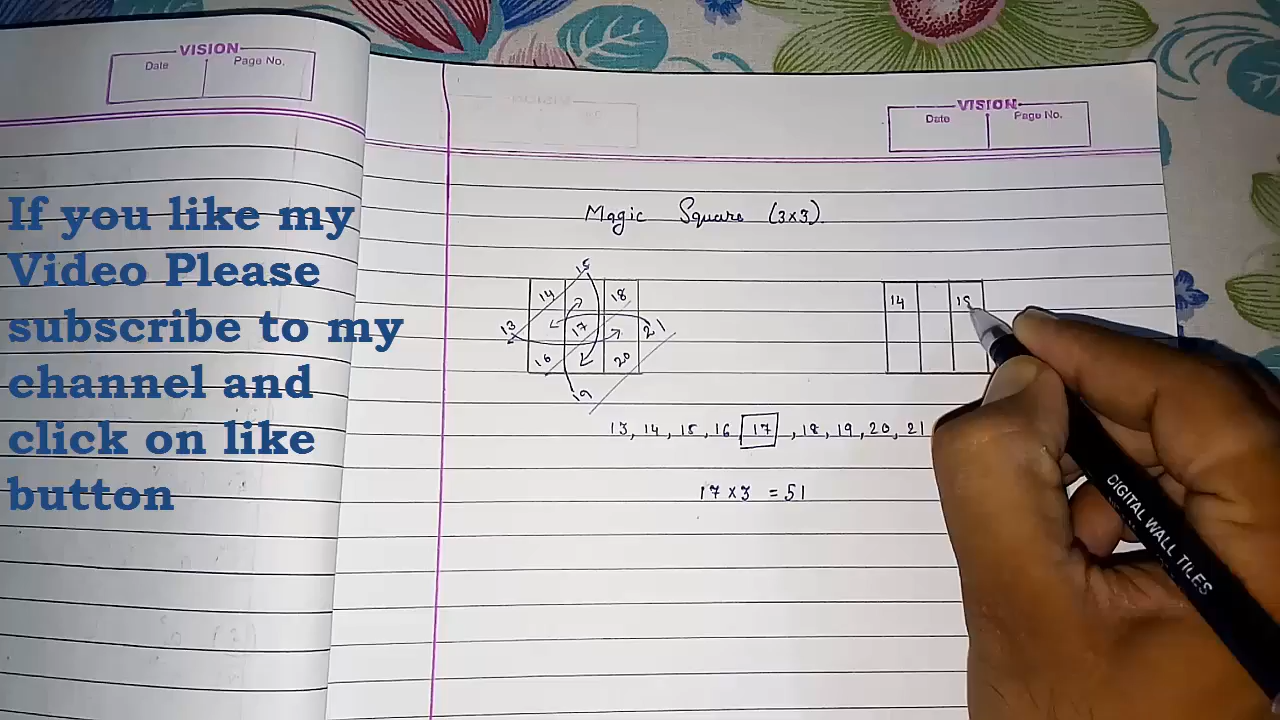 VISION
Date Page No.
VISION
Date Page No.
If you like my
Video Please
subscribe to my
channel and
click on like
button
Magic Square (3x3).
15
14 18
13 17 21
16 20
19
14 18
13, 14, 15, 16 17 , 18, 19, 20, 21
17 x 3 = 51
DIGITAL WALL TILES